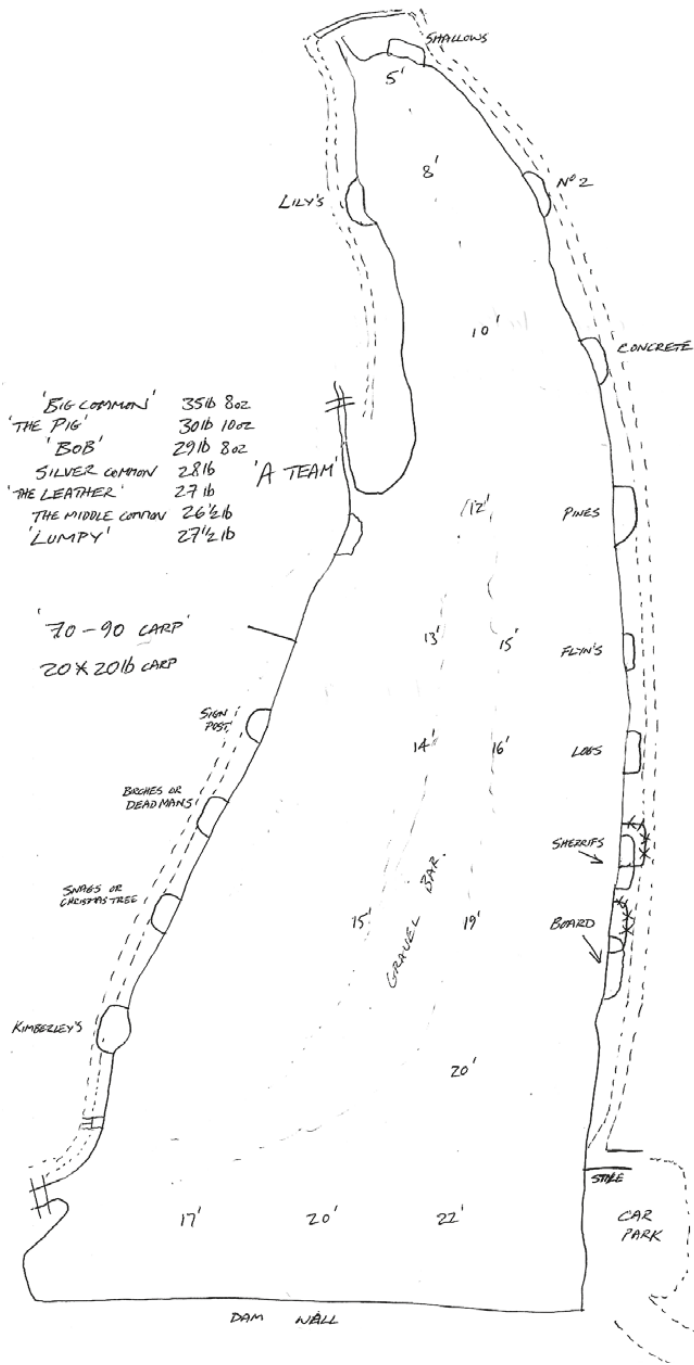 SHALLOWS
5'
8'
Nº2
LILY'S
10'
CONCRETE
'BIG COMMON' 35lb 8oz
'THE PIG' 30lb 10oz
'BOB' 29lb 8oz
SILVER COMMON 28lb
'A TEAM'
'THE LEATHER' 27lb
THE MIDDLE COMMON 26½lb
'LUMPY' 27½lb
12'
PINES
'70-90 CARP'
20 X 20lb CARP
13'
15'
FLYN'S
SIGN
POST
14'
16'
LOGS
BIRCHES OR
DEADMANS
SHERRIFS
SNAGS OR
CHRISTMAS TREE
15'
GRAVEL BAR.
19'
BOARD
KIMBERLEY'S
20'
STILE
17'
20'
22'
CAR
PARK
DAM WALL